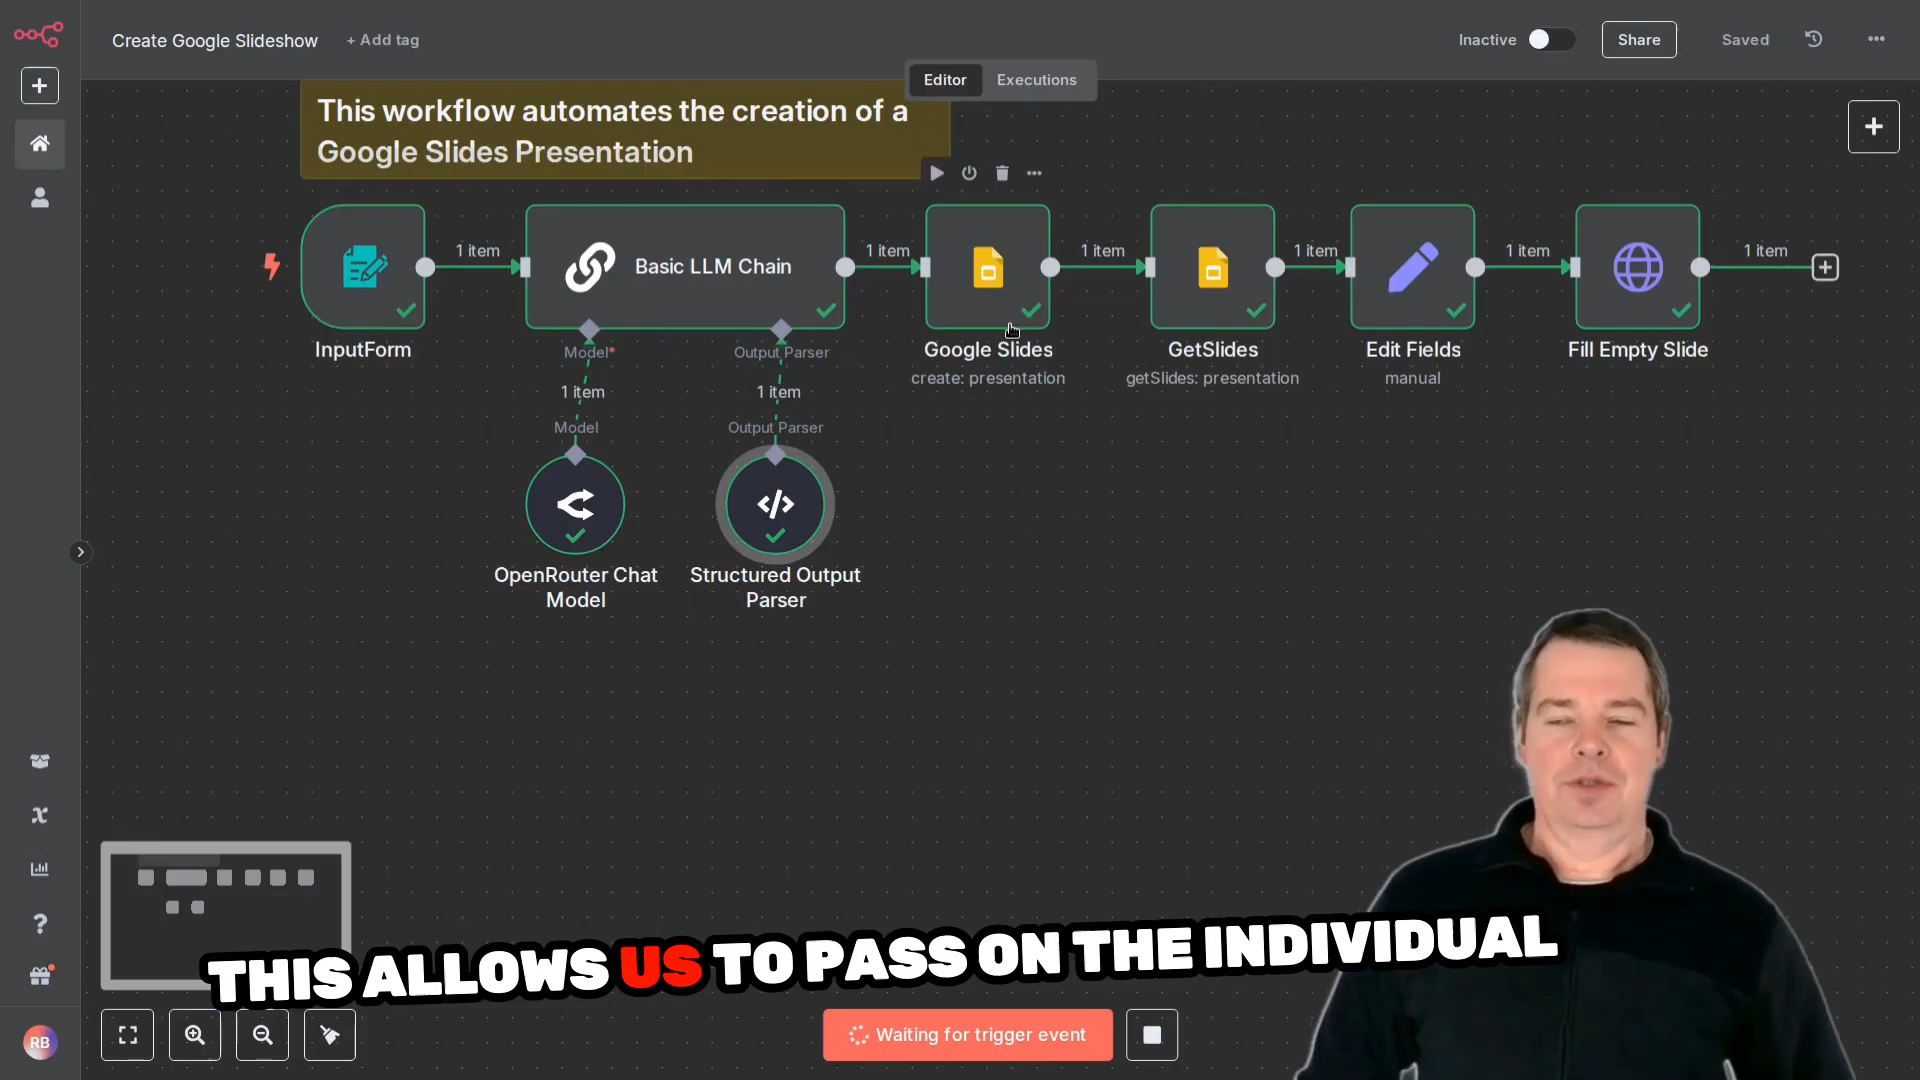 Create Google Slideshow
+ Add tag
Inactive
Share
Saved
Editor
Executions
This workflow automates the creation of a
Google Slides Presentation
1 item
Basic LLM Chain
1 item
1 item
1 item
1 item
1 item
InputForm
Model*
Output Parser
Google Slides
create: presentation
GetSlides
getSlides: presentation
Edit Fields
manual
Fill Empty Slide
1 item
1 item
Model
Output Parser
OpenRouter Chat
Model
Structured Output
Parser
THIS ALLOWS US TO PASS ON THE INDIVIDUAL
RB
Waiting for trigger event